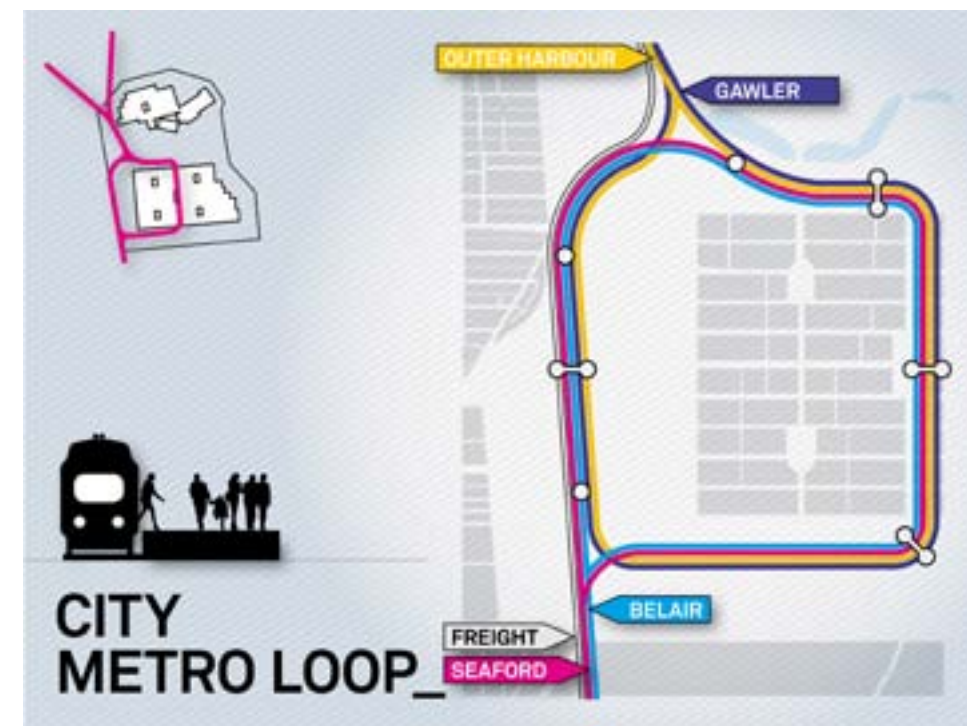 OUTER HARBOUR
GAWLER
BELAIR
FREIGHT
SEAFORD
CITY
METRO LOOP_